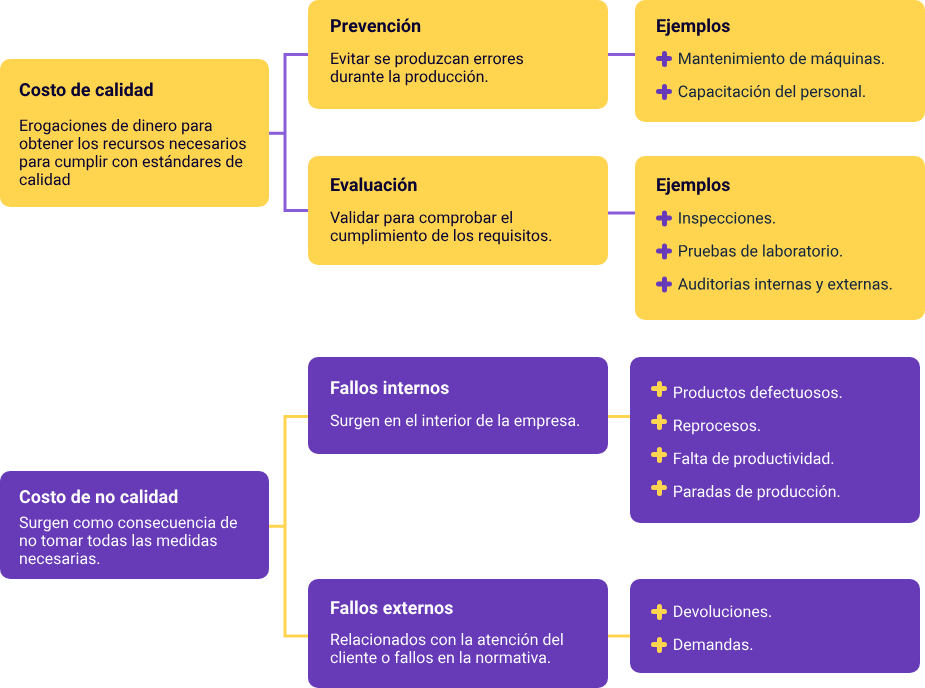 Costo de calidad
Erogaciones de dinero para
obtener los recursos necesarios
para cumplir con estándares de
calidad
Prevención
Evitar se produzcan errores
durante la producción.
Ejemplos
Mantenimiento de máquinas.
Capacitación del personal.
Evaluación
Validar para comprobar el
cumplimiento de los requisitos.
Ejemplos
Inspecciones.
Pruebas de laboratorio.
Auditorias internas y externas.
Costo de no calidad
Surgen como consecuencia de
no tomar todas las medidas
necesarias.
Fallos internos
Surgen en el interior de la empresa.
Productos defectuosos.
Reprocesos.
Falta de productividad.
Paradas de producción.
Fallos externos
Relacionados con la atención del
cliente o fallos en la normativa.
Devoluciones.
Demandas.